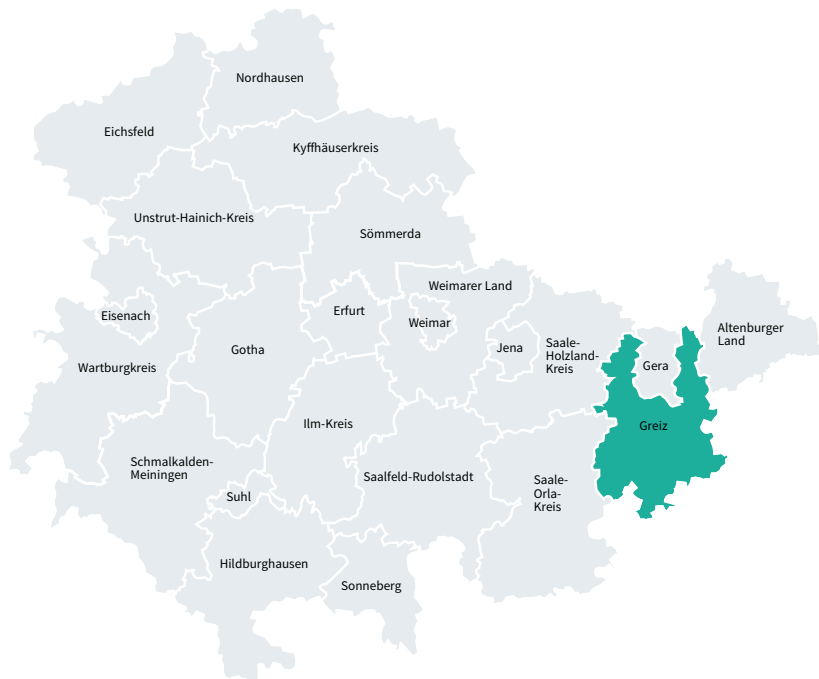 Nordhausen
Eichsfeld
Kyffhäuserkreis
Unstrut-Hainich-Kreis
Sömmerda
Weimarer Land
Eisenach
Erfurt
Weimar
Altenburger
Land
Jena
Saale-
Holzland-
Kreis
Gotha
Gera
Wartburgkreis
Ilm-Kreis
Greiz
Schmalkalden-
Meiningen
Saalfeld-Rudolstadt
Saale-
Orla-
Kreis
Suhl
Hildburghausen
Sonneberg